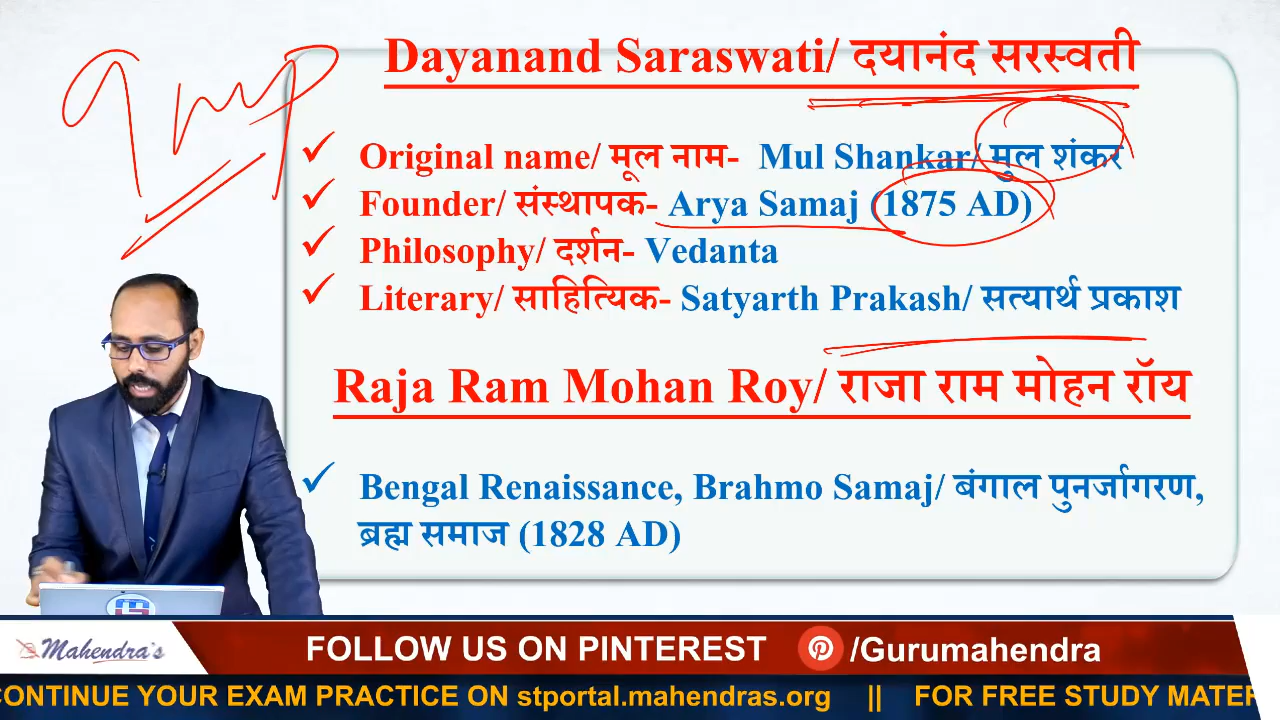 Imp
Dayanand Saraswati/ दयानंद सरस्वती
Original name/ मूल नाम- Mul Shankar/ मुल शंकर
Founder/ संस्थापक- Arya Samaj (1875 AD)
Philosophy/ दर्शन- Vedanta
Literary/ साहित्यिक- Satyarth Prakash/ सत्यार्थ प्रकाश
Raja Ram Mohan Roy/ राजा राम मोहन रॉय
Bengal Renaissance, Brahmo Samaj/ बंगाल पुनर्जागरण,
ब्रह्म समाज (1828 AD)
Mahendra's
FOLLOW US ON PINTEREST /Gurumahendra
CONTINUE YOUR EXAM PRACTICE ON stportal.mahendras.org || FOR FREE STUDY MATER